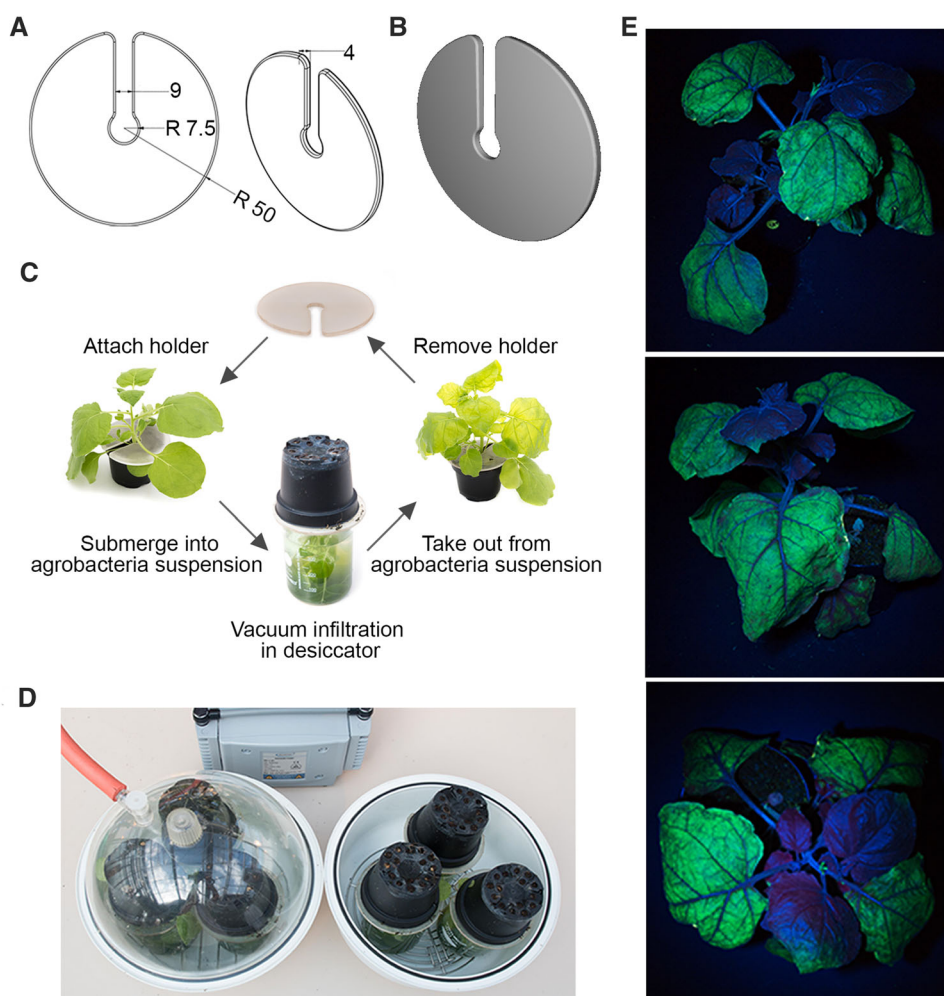 A
B
E
9
4
R 7.5
R 50
C
Attach holder
Remove holder
Submerge into
agrobacteria suspension
Take out from
agrobacteria suspension
Vacuum infiltration
in desiccator
D